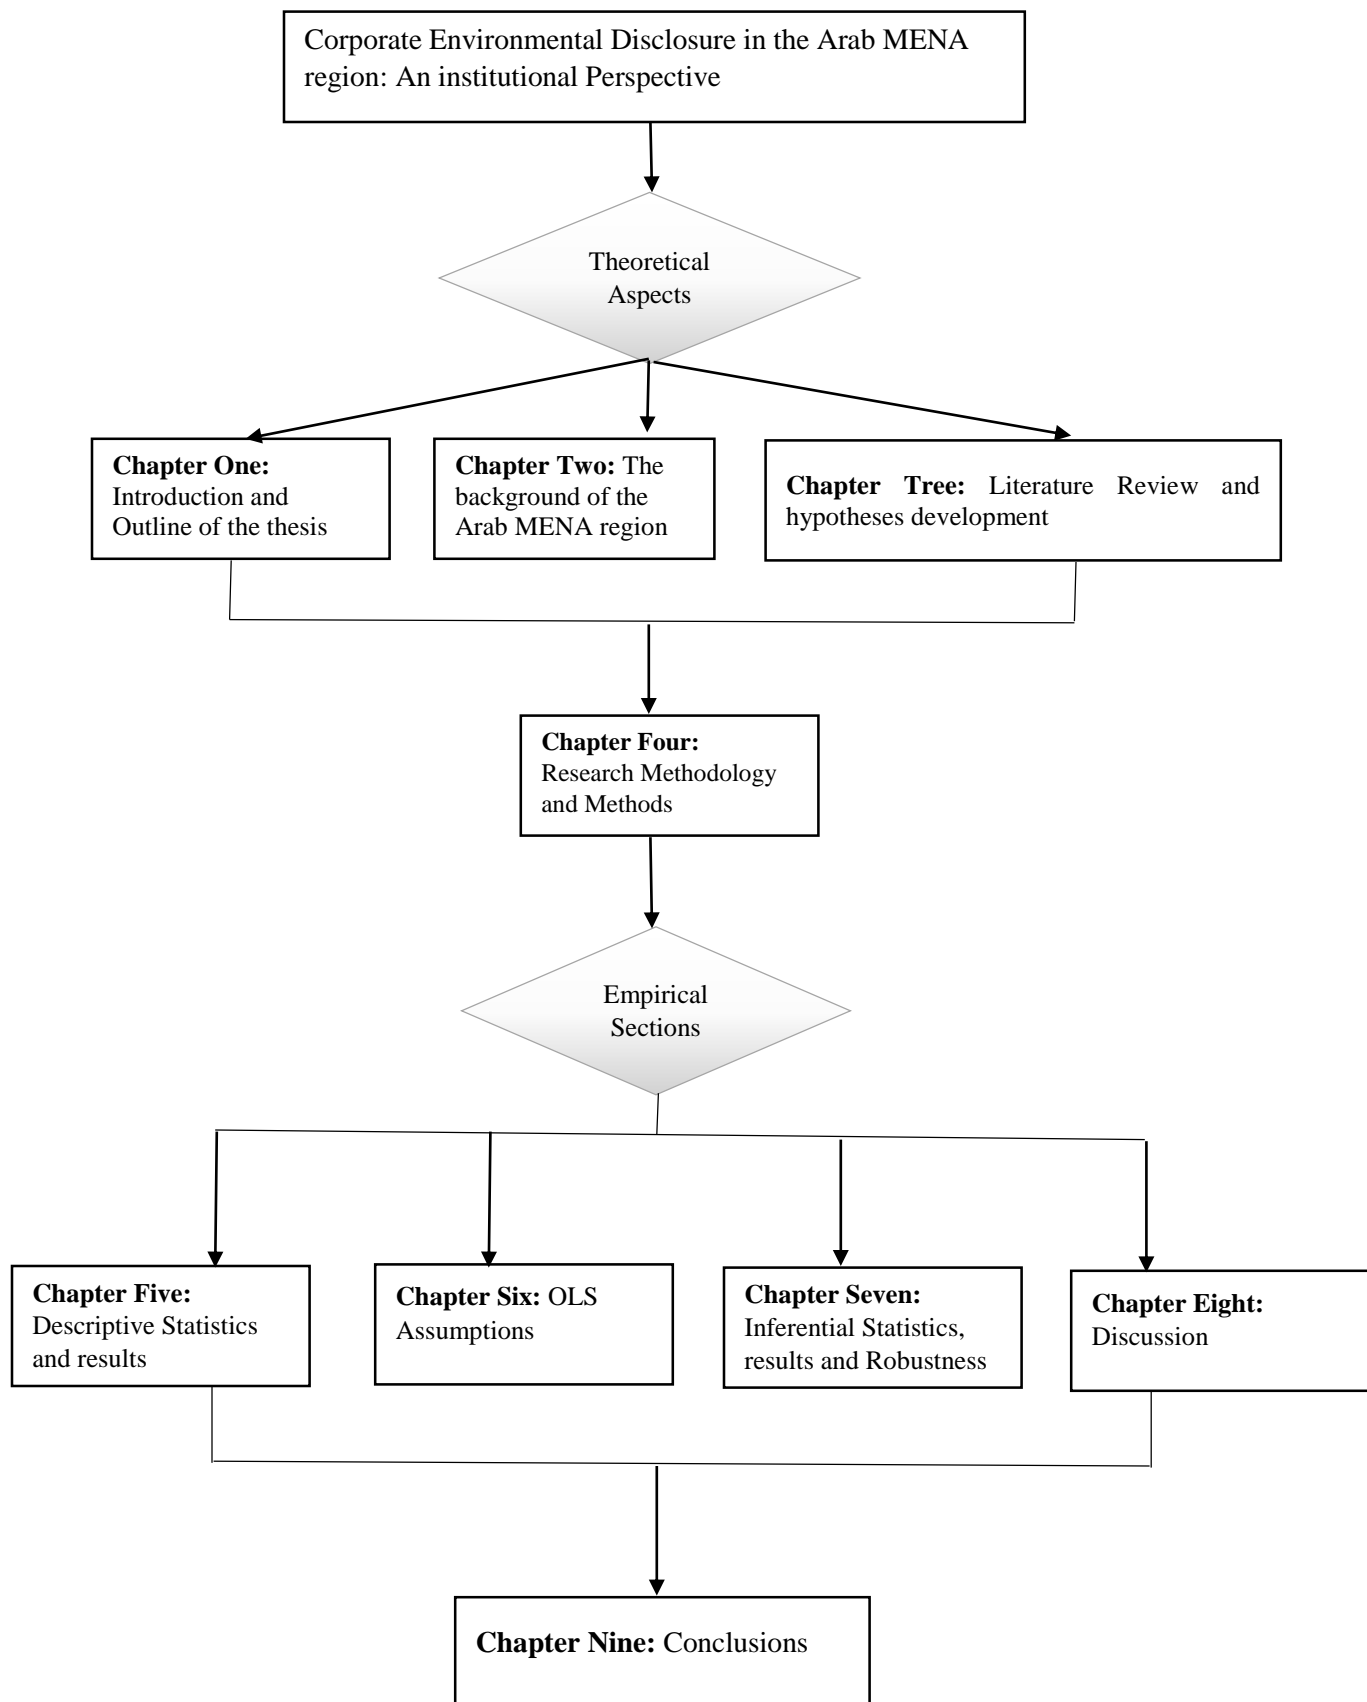 Corporate Environmental Disclosure in the Arab MENA
region: An institutional Perspective
Theoretical
Aspects
Chapter One:
Introduction and
Outline of the thesis
Chapter Two: The
background of the
Arab MENA region
Chapter Tree: Literature Review and
hypotheses development
Chapter Four:
Research Methodology
and Methods
Empirical
Sections
Chapter Five:
Descriptive Statistics
and results
Chapter Six: OLS
Assumptions
Chapter Seven:
Inferential Statistics,
results and Robustness
Chapter Eight:
Discussion
Chapter Nine: Conclusions